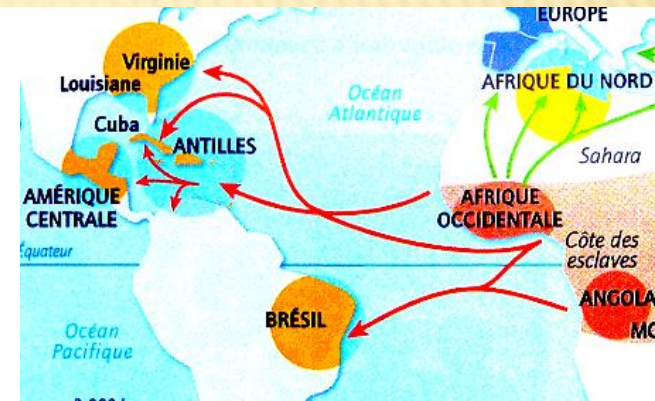 EUROPE
Virginie
Louisiane
AFRIQUE DU NORD
Océan
Atlantique
Cuba
ANTILLES
Sahara
AMÉRIQUE
CENTRALE
AFRIQUE
OCCIDENTALE
Côte des
esclaves
Équateur
ANGOLA
BRÉSIL
MO
Océan
Pacifique